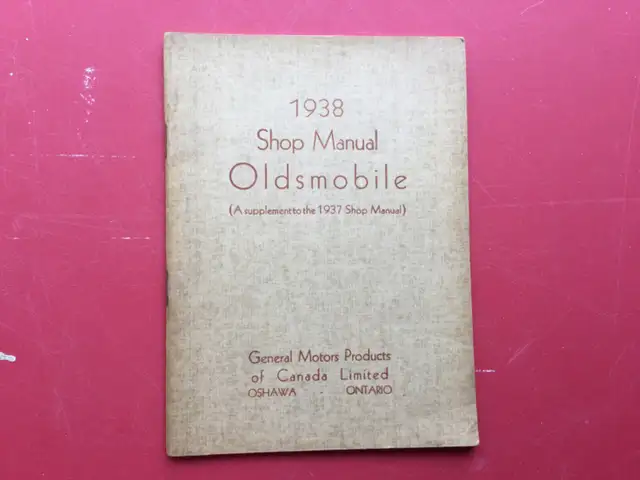 1938
Shop Manual
Oldsmobile
(A supplement to the 1937 Shop Manual)
General Motors Products
of Canada Limited
OSHAWA - ONTARIO